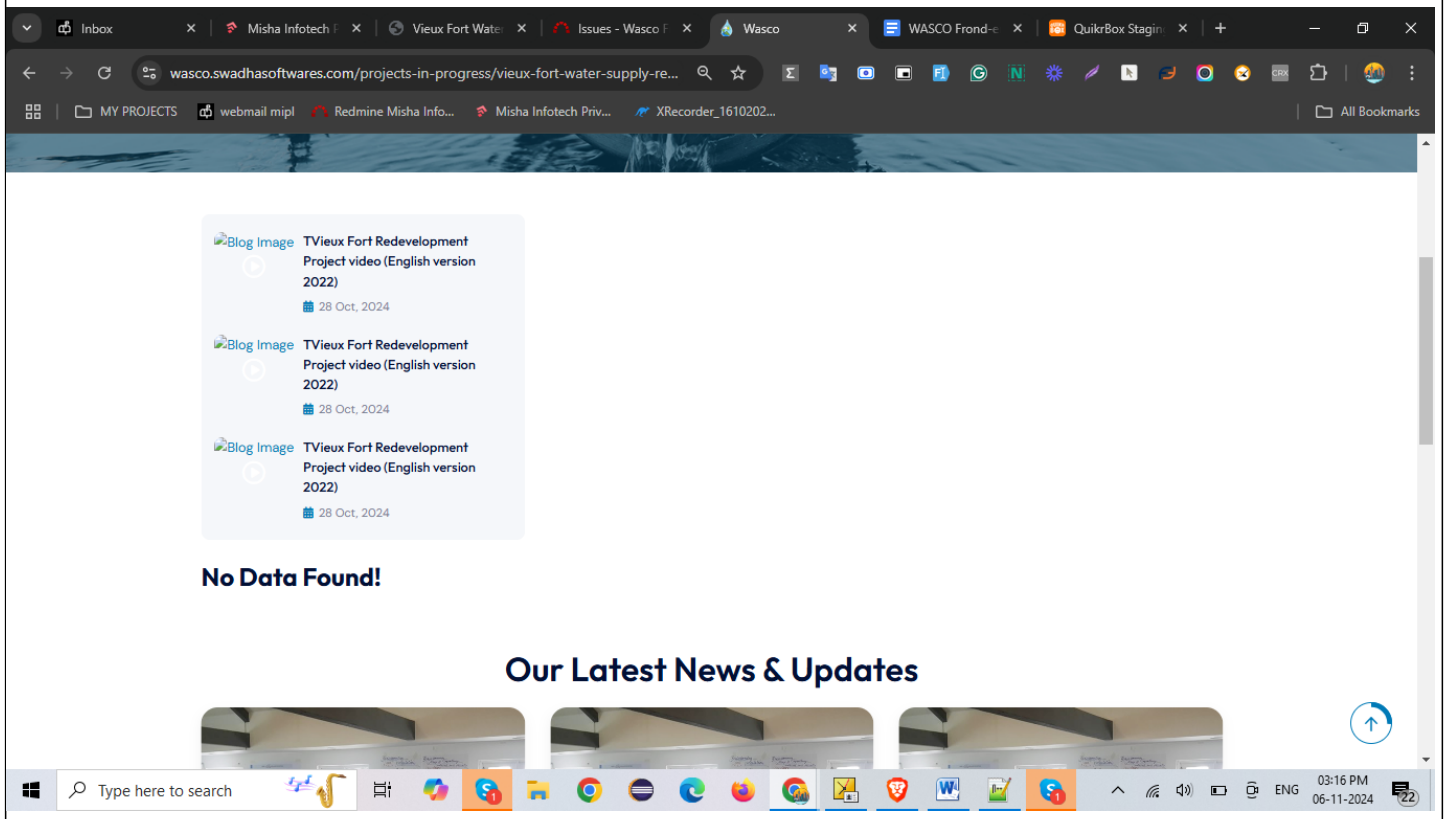 Inbox
Misha Infotech P
Vieux Fort Water
Issues - Wasco F
Wasco
WASCO Frond-e
QuikrBox Staging
wasco.swadhasoftwares.com/projects-in-progress/vieux-fort-water-supply-re...
MY PROJECTS
webmail mipl
Redmine Misha Info...
Misha Infotech Priv...
XRecorder_1610202...
All Bookmarks
Blog Image
TVieux Fort Redevelopment
Project video (English version
2022)
28 Oct, 2024
Blog Image
TVieux Fort Redevelopment
Project video (English version
2022)
28 Oct, 2024
Blog Image
TVieux Fort Redevelopment
Project video (English version
2022)
28 Oct, 2024
No Data Found!
Our Latest News & Updates
Type here to search
ENG
03:16 PM
06-11-2024
22